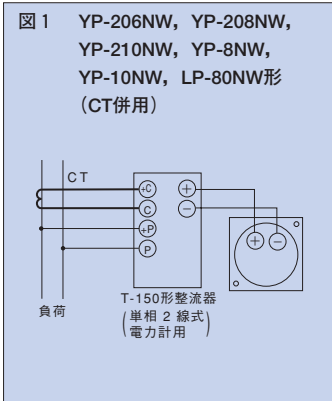 図1 YP-206NW, YP-208NW,
YP-210NW, YP-8NW,
YP-10NW, LP-80NW形
（CT併用）
CT
+C
C
+P
P
+
−
+
−
負荷
T-150形整流器
（単相2線式
電力計用）